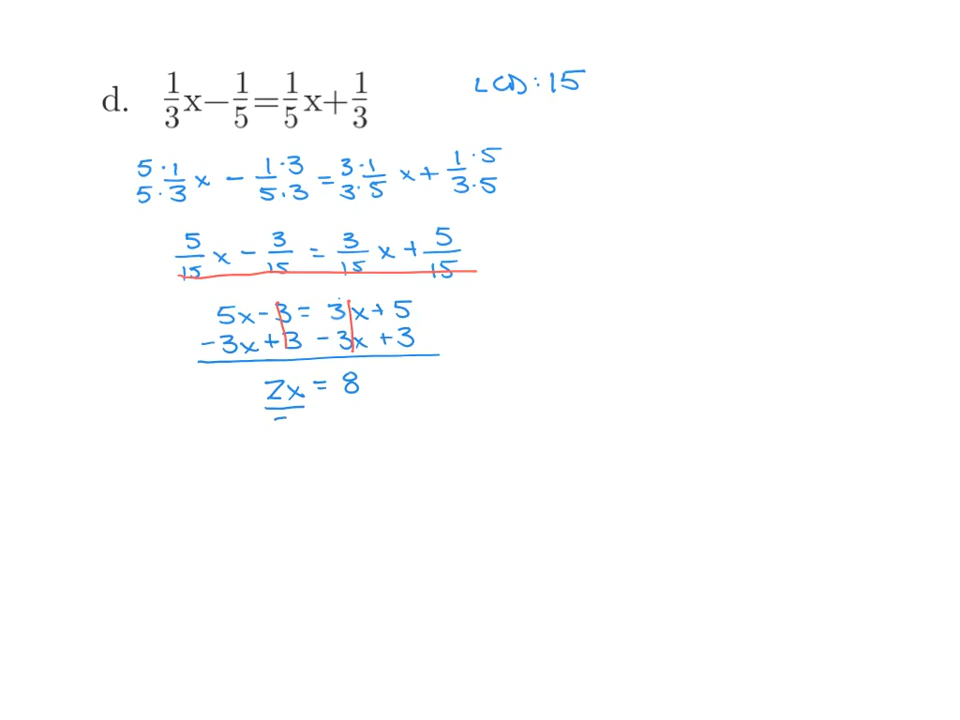 d. 1/3 x − 1/5 = 1/5 x + 1/3
LCD: 15
5·1/5·3 x − 1·3/5·3 = 3·1/3·5 x + 1·5/3·5
5/15 x − 3/15 = 3/15 x + 5/15
5x − 3 = 3x + 5
−3x + 3 − 3x + 3
2x = 8